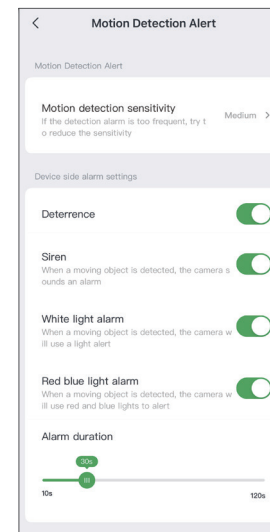 Motion Detection Alert
Motion Detection Alert
Motion detection sensitivity
If the detection alarm is too frequent, try t
o reduce the sensitivity
Medium
Device side alarm settings
Deterrence
Siren
When a moving object is detected, the camera s
ounds an alarm
White light alarm
When a moving object is detected, the camera w
ill use a light alert
Red blue light alarm
When a moving object is detected, the camera w
ill use red and blue lights to alert
Alarm duration
30s
10s
120s